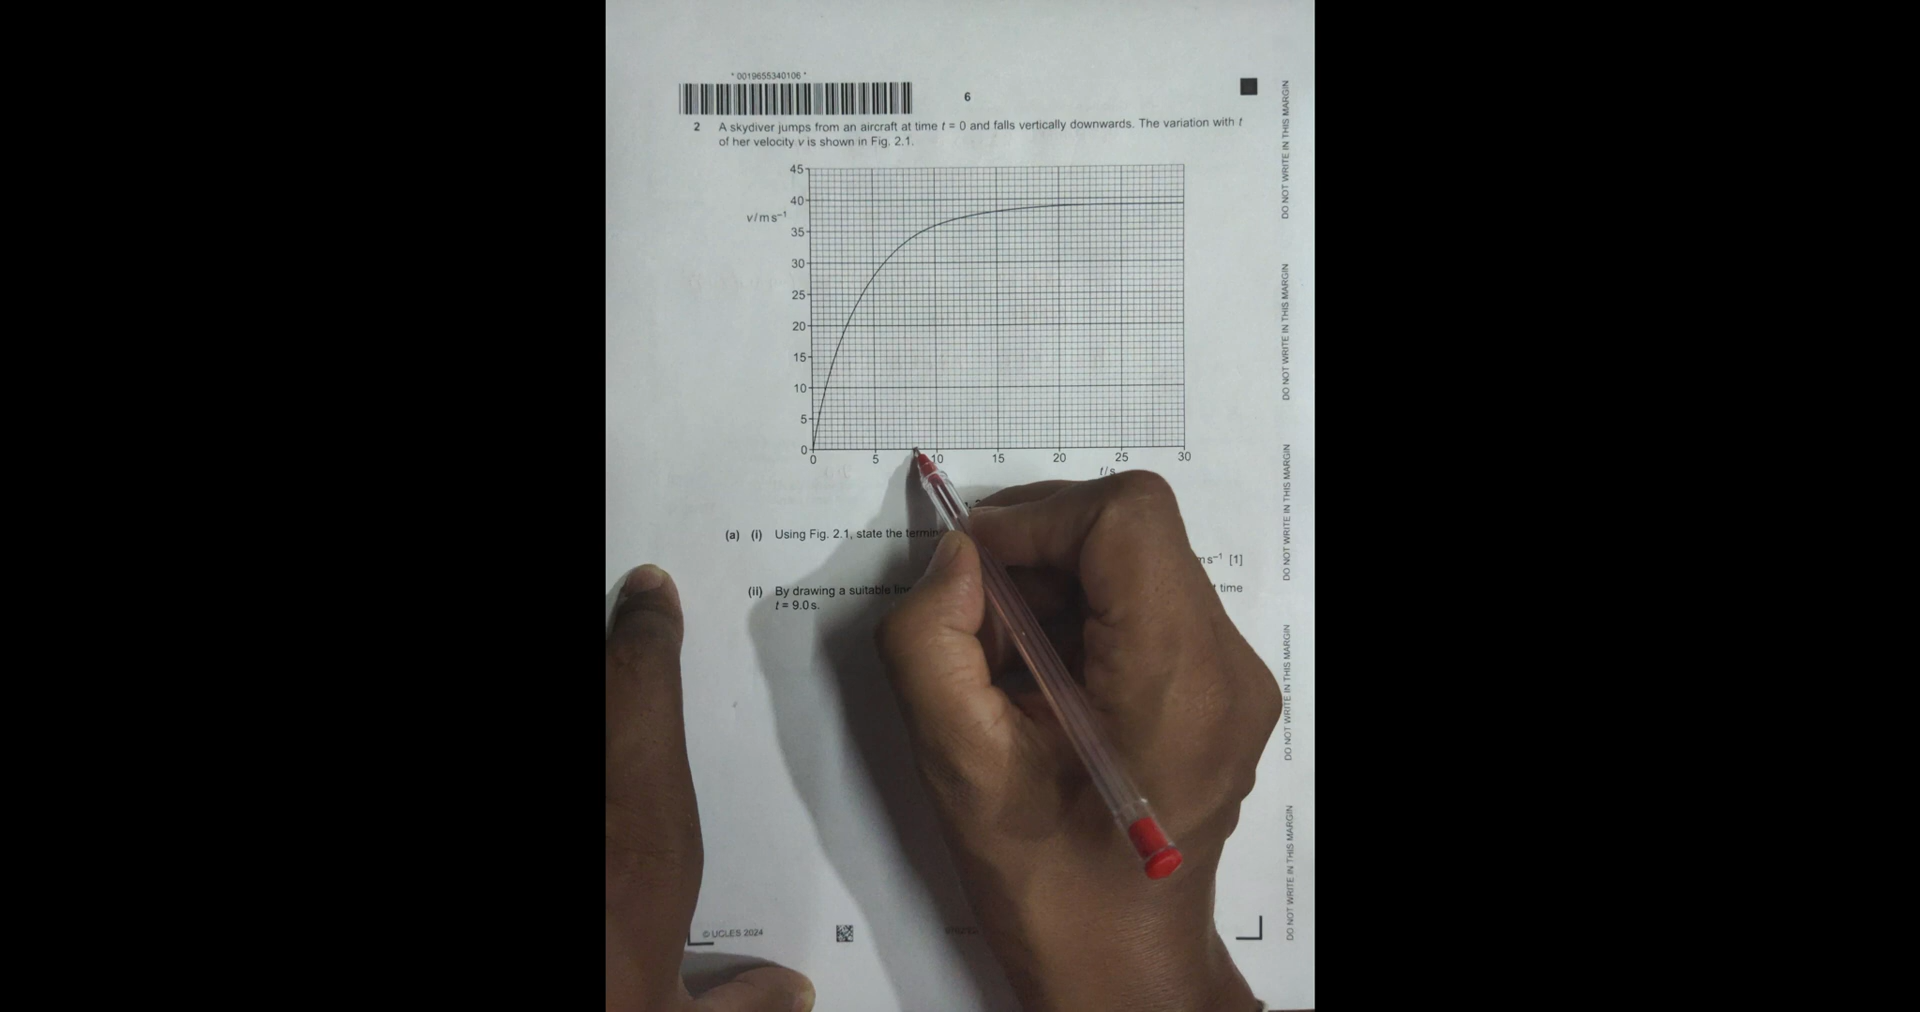 * 0019655340106 *
6
2 A skydiver jumps from an aircraft at time t = 0 and falls vertically downwards. The variation with t
of her velocity v is shown in Fig. 2.1.
45
40
v/ms⁻¹
35
30
25
20
15
10
5
0
0 5 10 15 20 25 30
t/s
(a) (i) Using Fig. 2.1, state the
ms⁻¹ [1]
(ii) By drawing a suitable time
t = 9.0s.
© UCLES 2024
DO NOT WRITE IN THIS MARGIN
DO NOT WRITE IN THIS MARGIN
DO NOT WRITE IN THIS MARGIN
DO NOT WRITE IN THIS MARGIN
DO NOT WRITE IN THIS MARGIN